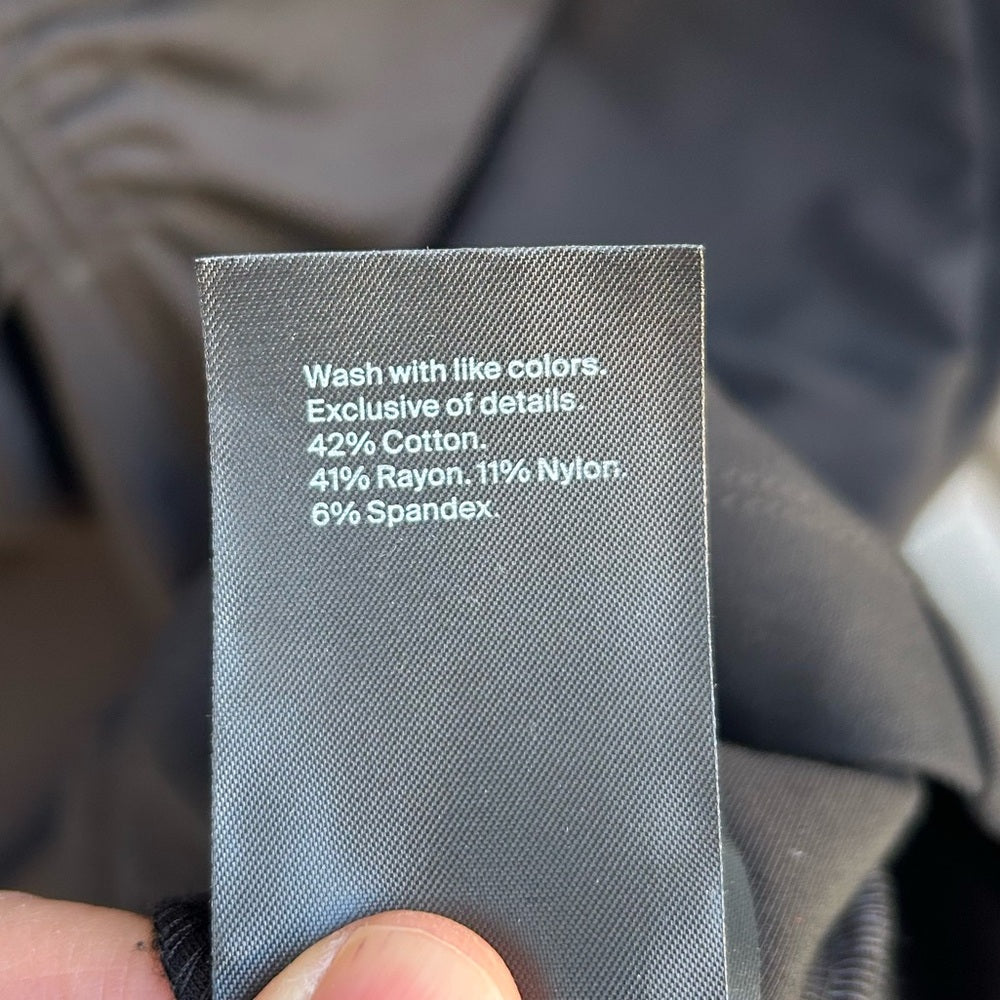 Wash with like colors.
Exclusive of details.
42% Cotton.
41% Rayon. 11% Nylon.
6% Spandex.